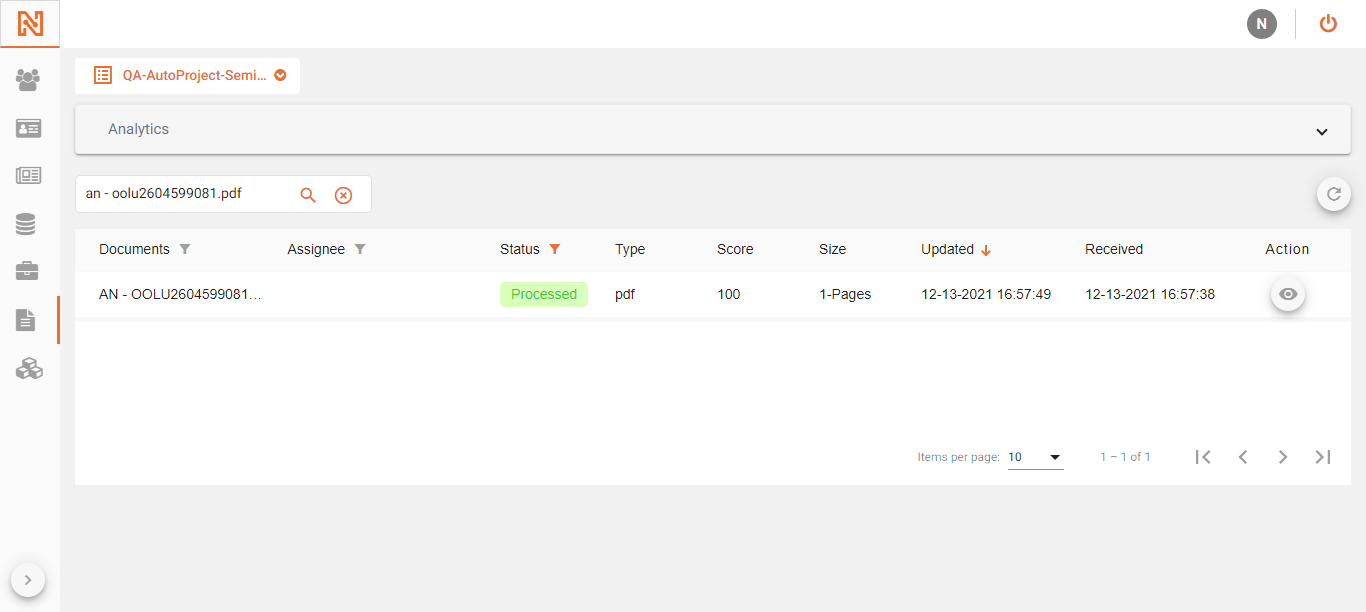 N
QA-AutoProject-Semi...
Analytics
an - oolu2604599081.pdf
Documents Assignee Status Type Score Size Updated Received Action
AN - OOLU2604599081... Processed pdf 100 1-Pages 12-13-2021 16:57:49 12-13-2021 16:57:38
Items per page: 10 1 – 1 of 1